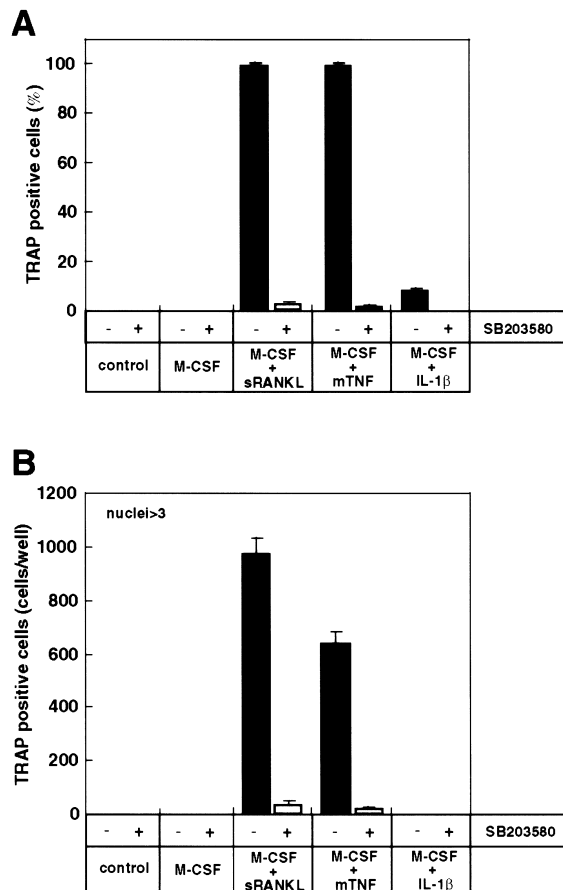 A
TRAP positive cells (%)
100
80
60
40
20
0
- + - + - + - + - + SB203580
control M-CSF M-CSF + sRANKL M-CSF + mTNF M-CSF + IL-1β
B
TRAP positive cells (cells/well)
nuclei>3
1200
1000
800
600
400
200
0
- + - + - + - + - + SB203580
control M-CSF M-CSF + sRANKL M-CSF + mTNF M-CSF + IL-1β